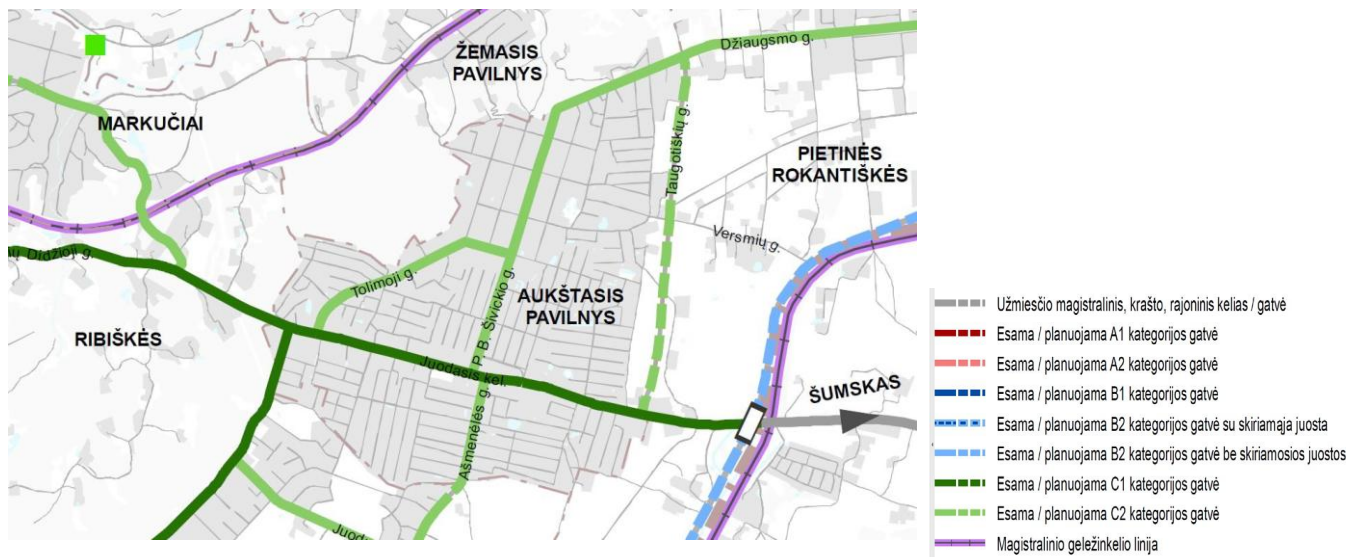 Džiaugsmo g.
ŽEMASIS
PAVILNYS
MARKUČIAI
Taugotiškių g.
PIETINĖS
ROKANTIŠKĖS
Versmių g.
ų Didžioji g.
Tolimoji g.
P. B. Šivickio g.
AUKŠTASIS
PAVILNYS
RIBIŠKĖS
Juodasis kel.
ŠUMSKAS
Ašmenėlės g.
Juod
Užmiesčio magistralinis, krašto, rajoninis kelias / gatvė
Esama / planuojama A1 kategorijos gatvė
Esama / planuojama A2 kategorijos gatvė
Esama / planuojama B1 kategorijos gatvė
Esama / planuojama B2 kategorijos gatvė su skiriamąja juosta
Esama / planuojama B2 kategorijos gatvė be skiriamosios juostos
Esama / planuojama C1 kategorijos gatvė
Esama / planuojama C2 kategorijos gatvė
Magistralinio geležinkelio linija